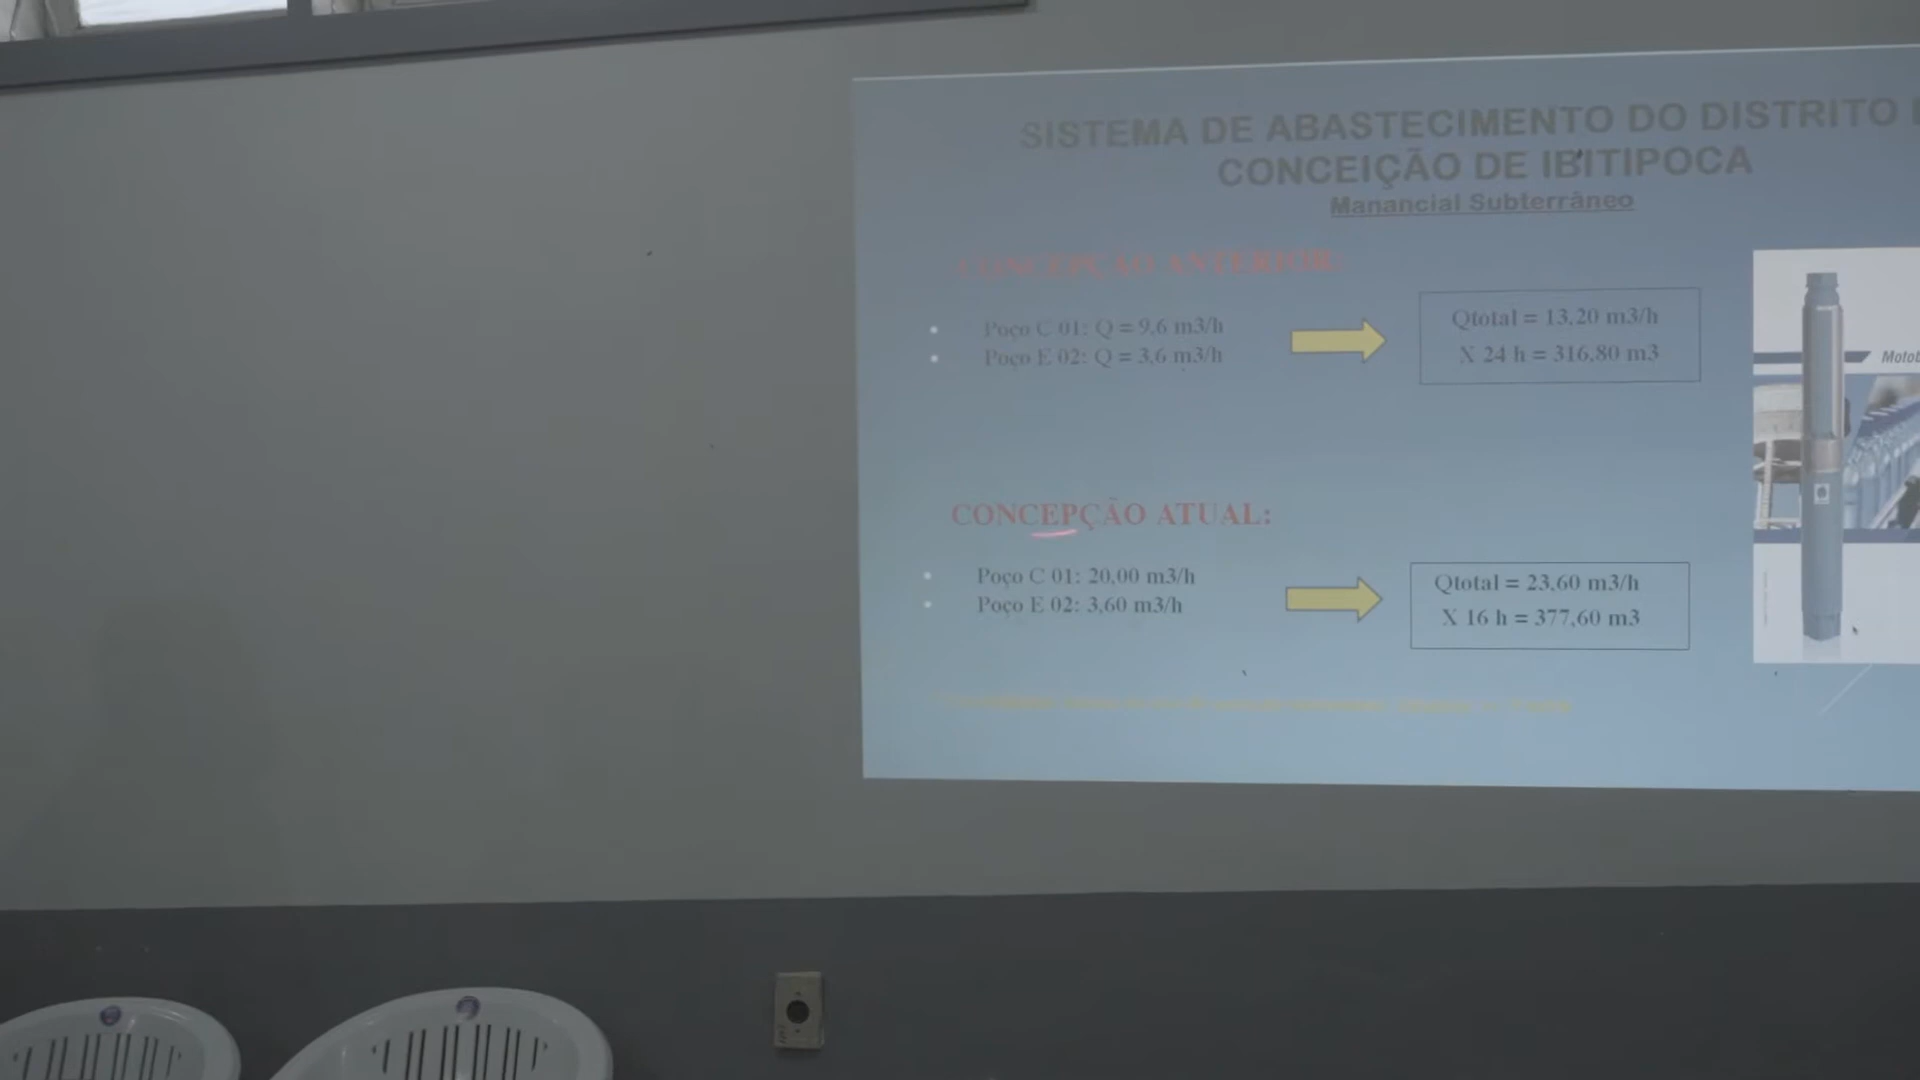 SISTEMA DE ABASTECIMENTO DO DISTRITO
CONCEIÇÃO DE IBITIPOCA
Manancial Subterrâneo
CONCEPÇÃO ANTERIOR:
Poço C 01: Q = 9,6 m3/h
Poço E 02: Q = 3,6 m3/h
Qtotal = 13,20 m3/h
X 24 h = 316,80 m3
CONCEPÇÃO ATUAL:
Poço C 01: 20,00 m3/h
Poço E 02: 3,60 m3/h
Qtotal = 23,60 m3/h
X 16 h = 377,60 m3